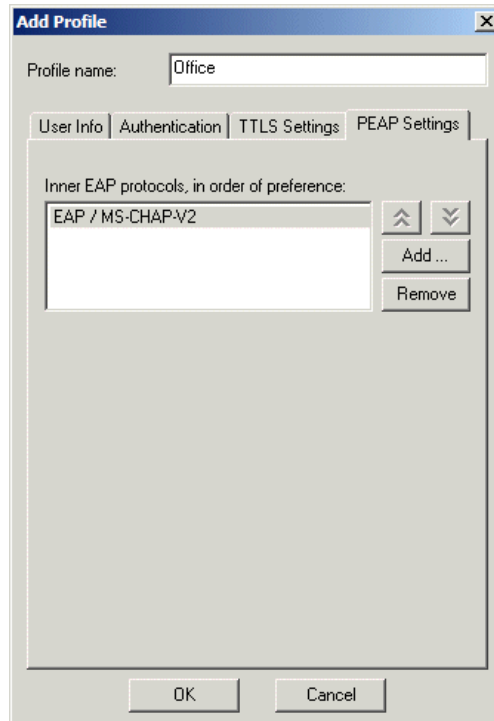 Add Profile
Profile name: Office
User Info Authentication TTLS Settings PEAP Settings
Inner EAP protocols, in order of preference:
EAP / MS-CHAP-V2
Add ...
Remove
OK Cancel